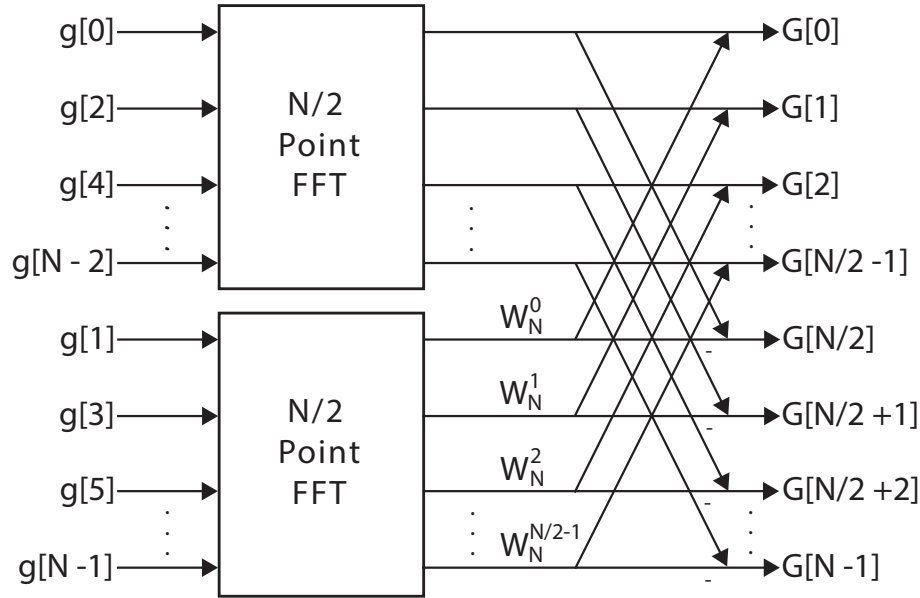 g[0]
g[2]
g[4]
g[N - 2]
N/2
Point
FFT
G[0]
G[1]
G[2]
G[N/2 -1]
g[1]
g[3]
g[5]
g[N -1]
N/2
Point
FFT
W_N^0
W_N^1
W_N^2
W_N^{N/2-1}
-
-
-
-
G[N/2]
G[N/2 +1]
G[N/2 +2]
G[N -1]